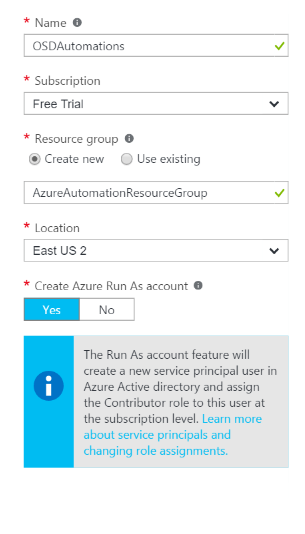 * Name
OSDAutomations
* Subscription
Free Trial
* Resource group
Create new Use existing
AzureAutomationResourceGroup
* Location
East US 2
* Create Azure Run As account
Yes No
The Run As account feature will
create a new service principal user in
Azure Active directory and assign
the Contributor role to this user at
the subscription level. Learn more
about service principals and
changing role assignments.